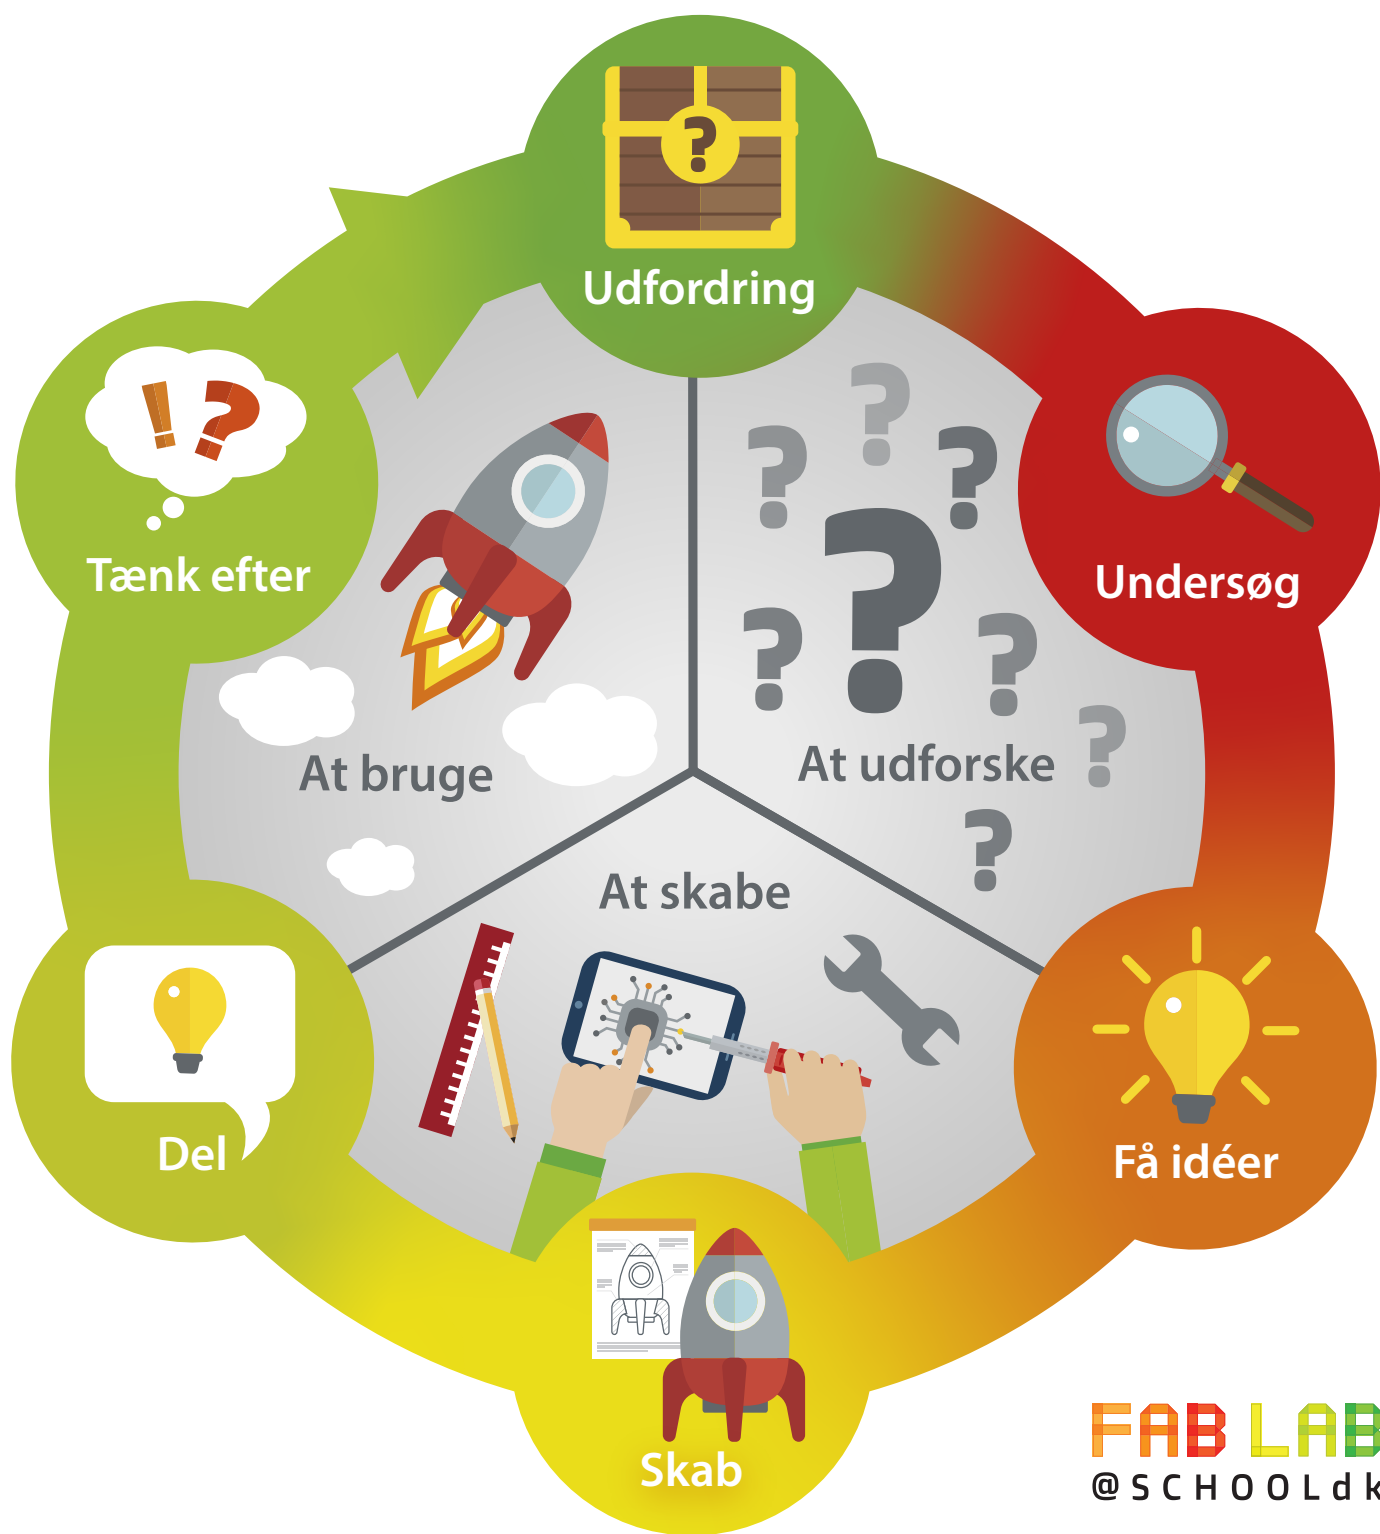 Udfordring
Undersøg
Få idéer
Skab
Del
Tænk efter
At bruge
At udforske
At skabe
FAB LAB
@SCHOOLdk